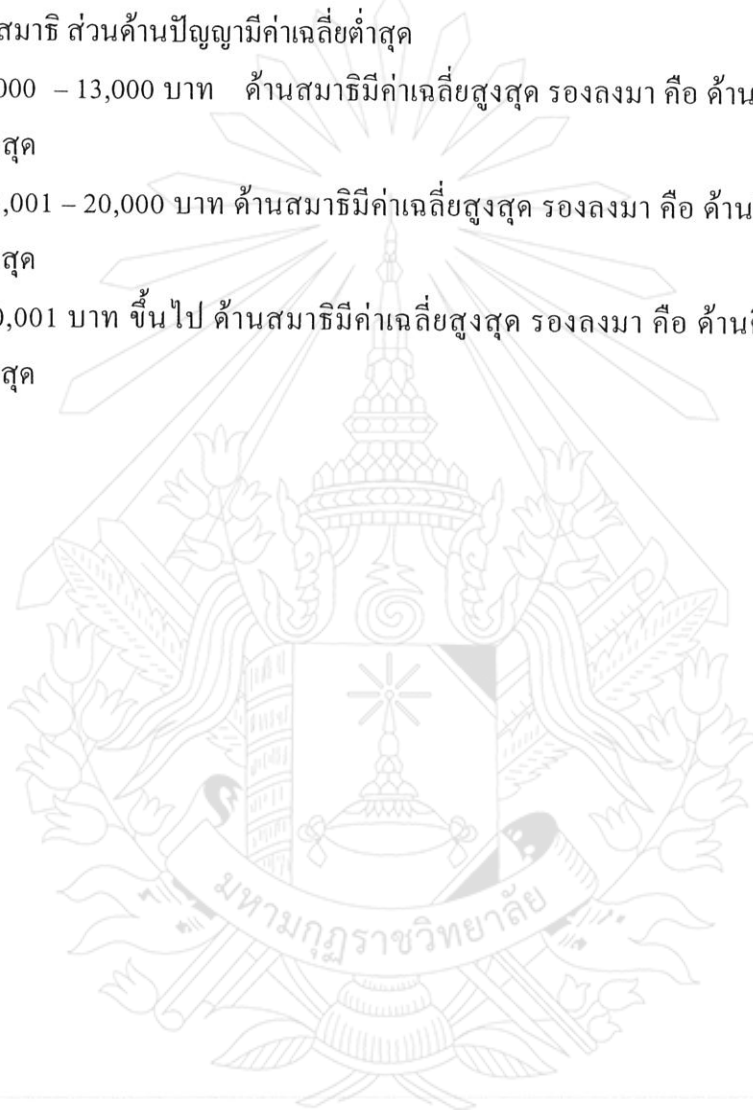 สมาธิ ส่วนด้านปัญญามีค่าเฉลี่ยต่ำสุด
000 – 13,000 บาท ด้านสมาธิมีค่าเฉลี่ยสูงสุด รองลงมา คือ ด้าน
สุด
,001 – 20,000 บาท ด้านสมาธิมีค่าเฉลี่ยสูงสุด รองลงมา คือ ด้าน
สุด
0,001 บาท ขึ้นไป ด้านสมาธิมีค่าเฉลี่ยสูงสุด รองลงมา คือ ด้าน
สุด
มหามกุฏราชวิทยาลัย